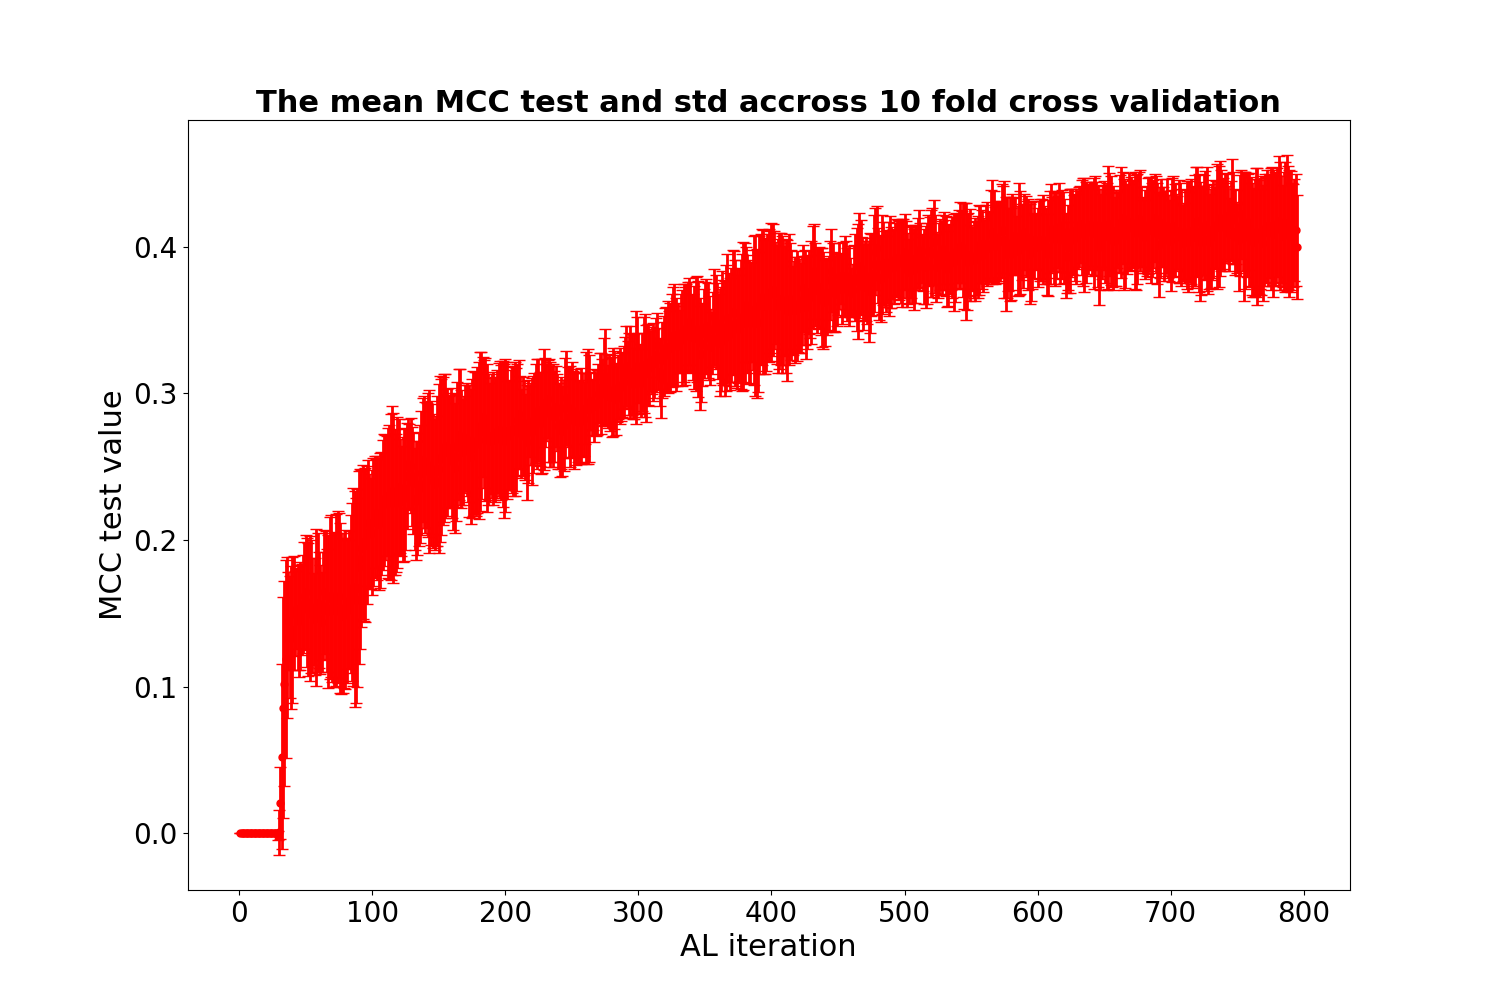 The mean MCC test and std accross 10 fold cross validation
MCC test value
0.4
0.3
0.2
0.1
0.0
0 100 200 300 400 500 600 700 800
AL iteration